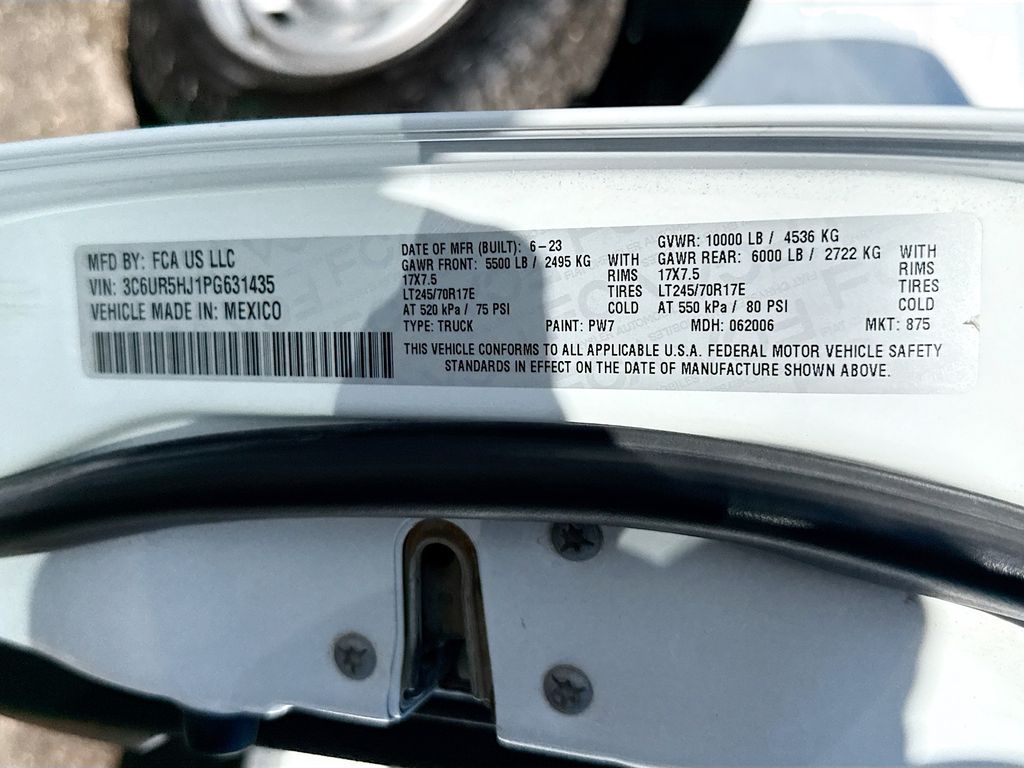 MFD BY: FCA US LLC
VIN: 3C6UR5HJ1PG631435
VEHICLE MADE IN: MEXICO
DATE OF MFR (BUILT): 6-23
GVWR: 10000 LB / 4536 KG
GAWR FRONT: 5500 LB / 2495 KG WITH
GAWR REAR: 6000 LB / 2722 KG WITH
17X7.5 RIMS
17X7.5 RIMS
LT245/70R17E TIRES
LT245/70R17E TIRES
AT 520 kPa / 75 PSI COLD
AT 550 kPa / 80 PSI COLD
TYPE: TRUCK PAINT: PW7 MDH: 062006 MKT: 875
THIS VEHICLE CONFORMS TO ALL APPLICABLE U.S.A. FEDERAL MOTOR VEHICLE SAFETY
STANDARDS IN EFFECT ON THE DATE OF MANUFACTURE SHOWN ABOVE.